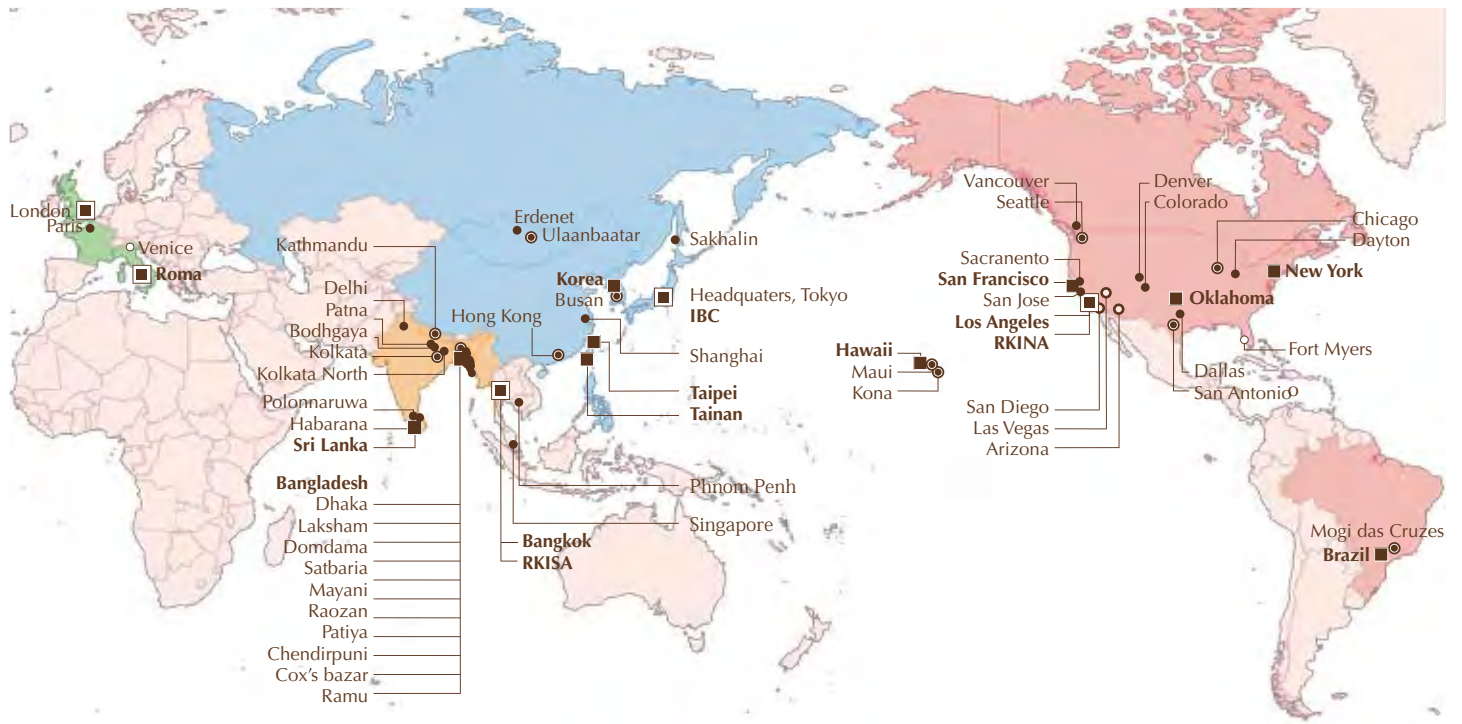 London
Paris
Venice
Roma
Kathmandu
Delhi
Patna
Bodhgaya
Kolkata
Kolkata North
Polonnaruwa
Habarana
Sri Lanka
Bangladesh
Dhaka
Laksham
Domdama
Satbaria
Mayani
Raozan
Patiya
Chendirpuni
Cox's bazar
Ramu
Erdenet
Ulaanbaatar
Sakhalin
Korea
Busan
Hong Kong
Headquaters, Tokyo
IBC
Shanghai
Taipei
Tainan
Phnom Penh
Singapore
Bangkok
RKISA
Hawaii
Maui
Kona
Vancouver
Seattle
Sacranento
San Francisco
San Jose
Los Angeles
RKINA
San Diego
Las Vegas
Arizona
Denver
Colorado
Chicago
Dayton
New York
Oklahoma
Fort Myers
Dallas
San Antonio
Mogi das Cruzes
Brazil